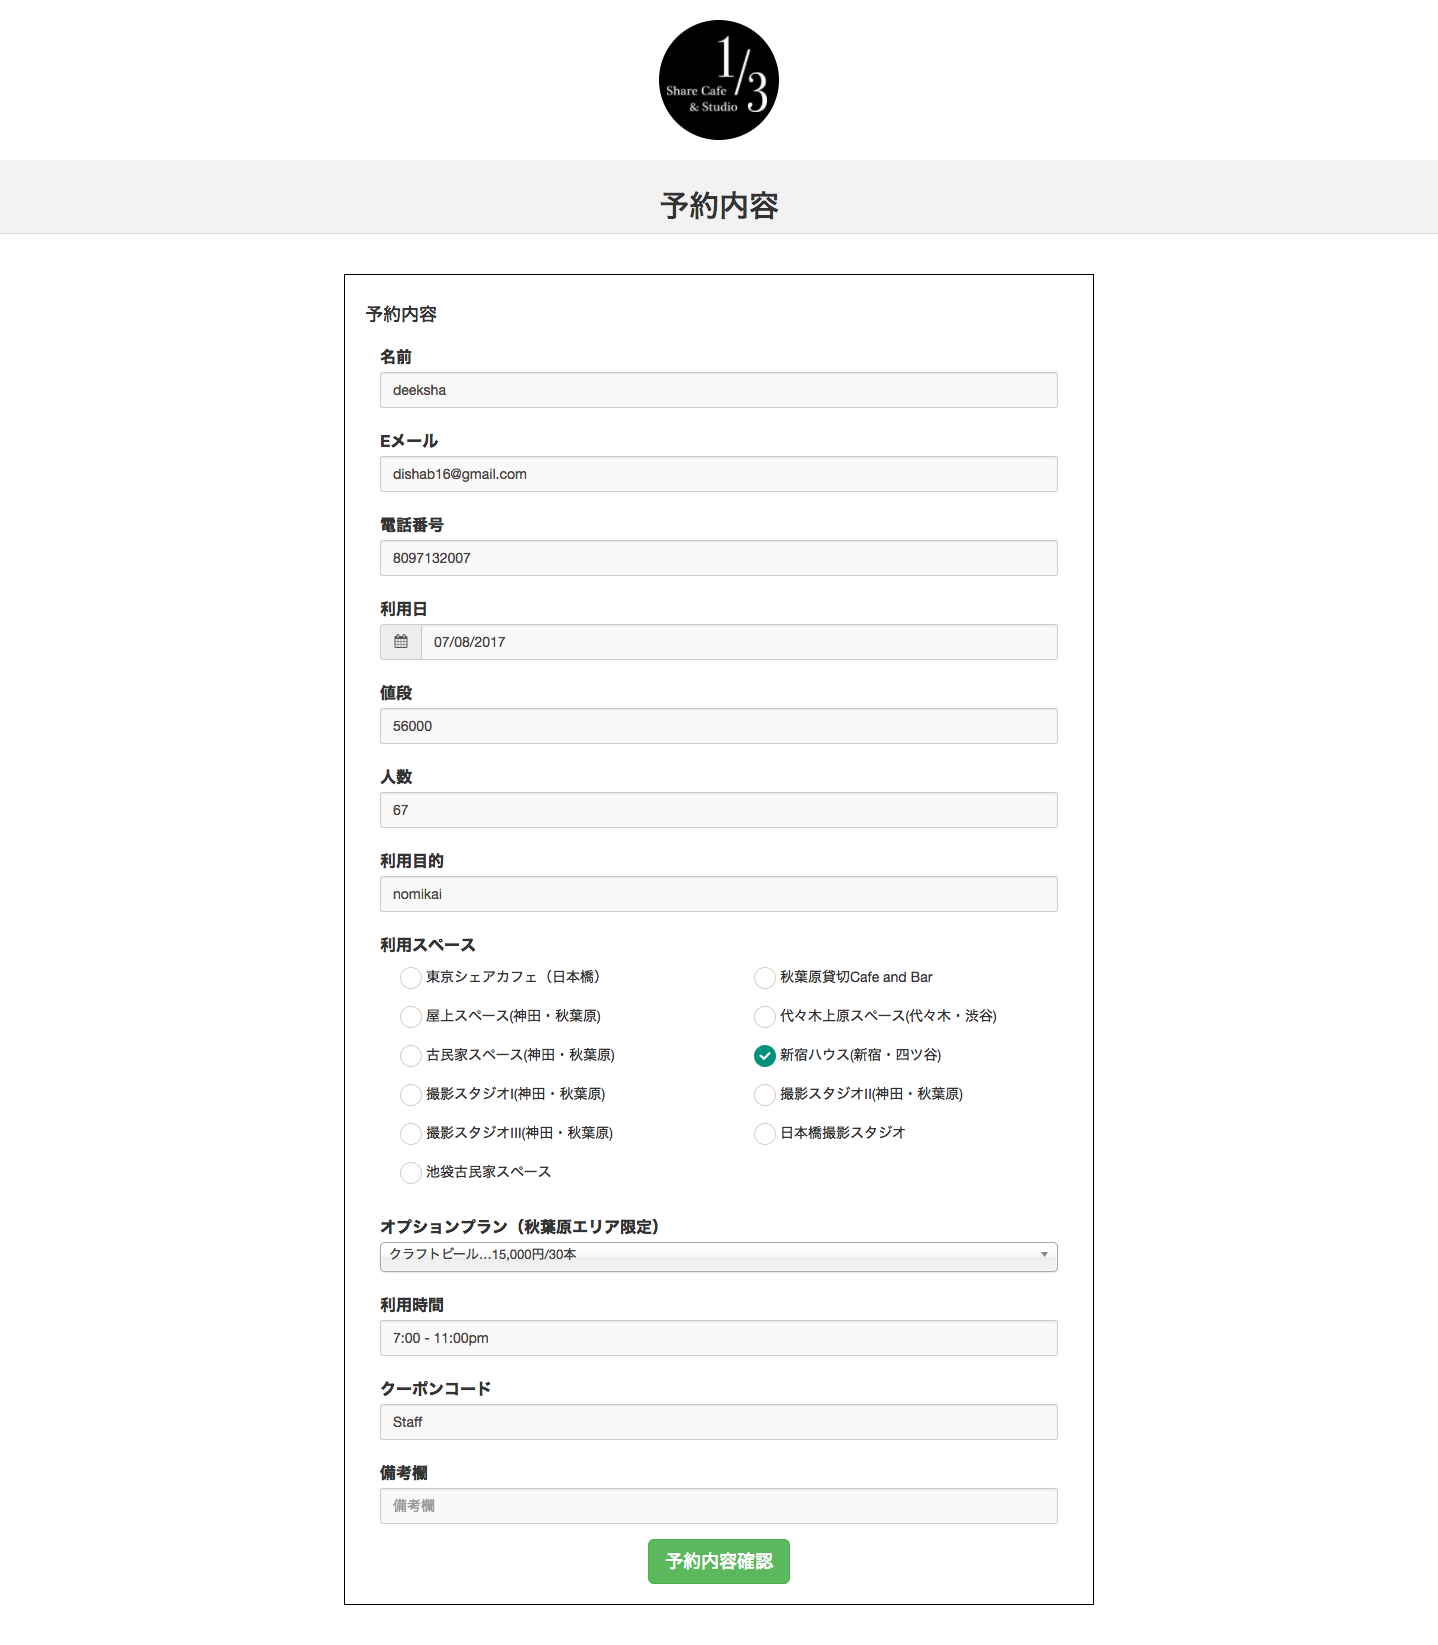 1/3
Share Cafe
& Studio
予約内容
予約内容
名前
deeksha
Eメール
dishab16@gmail.com
電話番号
8097132007
利用日
07/08/2017
値段
56000
人数
67
利用目的
nomikai
利用スペース
東京シェアカフェ（日本橋） 秋葉原貸切Cafe and Bar
屋上スペース(神田・秋葉原) 代々木上原スペース(代々木・渋谷)
古民家スペース(神田・秋葉原) 新宿ハウス(新宿・四ツ谷)
撮影スタジオI(神田・秋葉原) 撮影スタジオII(神田・秋葉原)
撮影スタジオIII(神田・秋葉原) 日本橋撮影スタジオ
池袋古民家スペース
オプションプラン（秋葉原エリア限定）
クラフトビール...15,000円/30本
利用時間
7:00 - 11:00pm
クーポンコード
Staff
備考欄
備考欄
予約内容確認